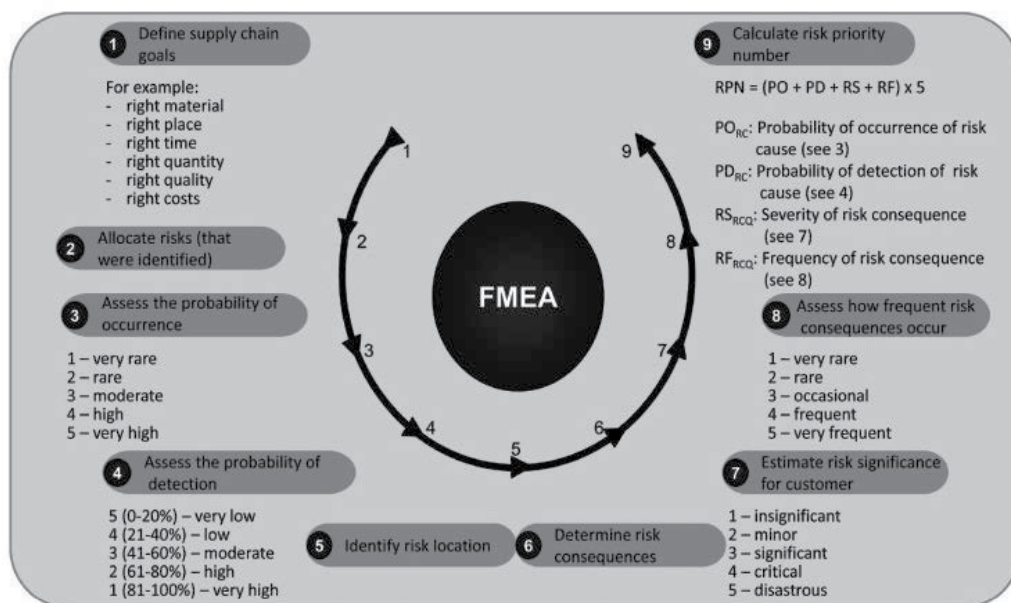 1 Define supply chain
goals
For example:
- right material
- right place
- right time
- right quantity
- right quality
- right costs
2 Allocate risks (that
were identified)
3 Assess the probability of
occurrence
1 – very rare
2 – rare
3 – moderate
4 – high
5 – very high
4 Assess the probability of
detection
5 (0-20%) – very low
4 (21-40%) – low
3 (41-60%) – moderate
2 (61-80%) – high
1 (81-100%) – very high
5 Identify risk location
6 Determine risk
consequences
7 Estimate risk significance
for customer
1 – insignificant
2 – minor
3 – significant
4 – critical
5 – disastrous
8 Assess how frequent risk
consequences occur
1 – very rare
2 – rare
3 – occasional
4 – frequent
5 – very frequent
9 Calculate risk priority
number
RPN = (PO + PD + RS + RF) x 5
PO_RC: Probability of occurrence of risk
cause (see 3)
PD_RC: Probability of detection of risk
cause (see 4)
RS_RCQ: Severity of risk consequence
(see 7)
RF_RCQ: Frequency of risk consequence
(see 8)
FMEA
1
2
3
4
5
6
7
8
9